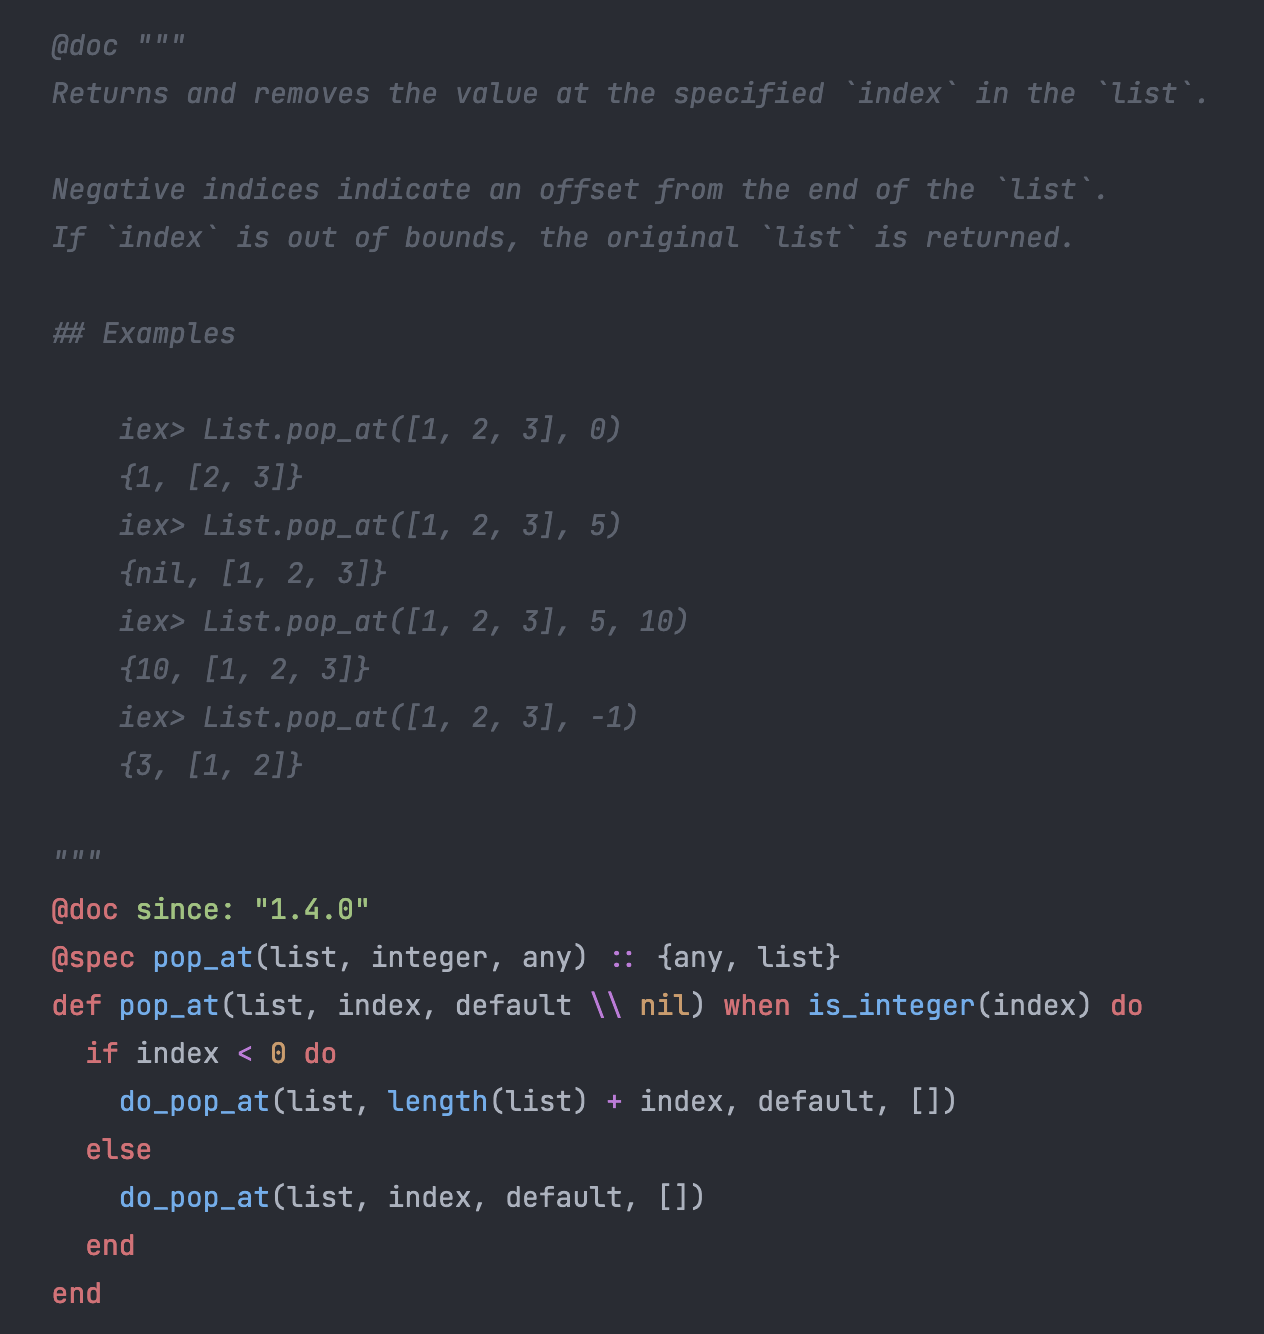 @doc """
Returns and removes the value at the specified `index` in the `list`.
Negative indices indicate an offset from the end of the `list`.
If `index` is out of bounds, the original `list` is returned.
## Examples
iex> List.pop_at([1, 2, 3], 0)
{1, [2, 3]}
iex> List.pop_at([1, 2, 3], 5)
{nil, [1, 2, 3]}
iex> List.pop_at([1, 2, 3], 5, 10)
{10, [1, 2, 3]}
iex> List.pop_at([1, 2, 3], -1)
{3, [1, 2]}
"""
@doc since: "1.4.0"
@spec pop_at(list, integer, any) :: {any, list}
def pop_at(list, index, default \\ nil) when is_integer(index) do
  if index < 0 do
    do_pop_at(list, length(list) + index, default, [])
  else
    do_pop_at(list, index, default, [])
  end
end